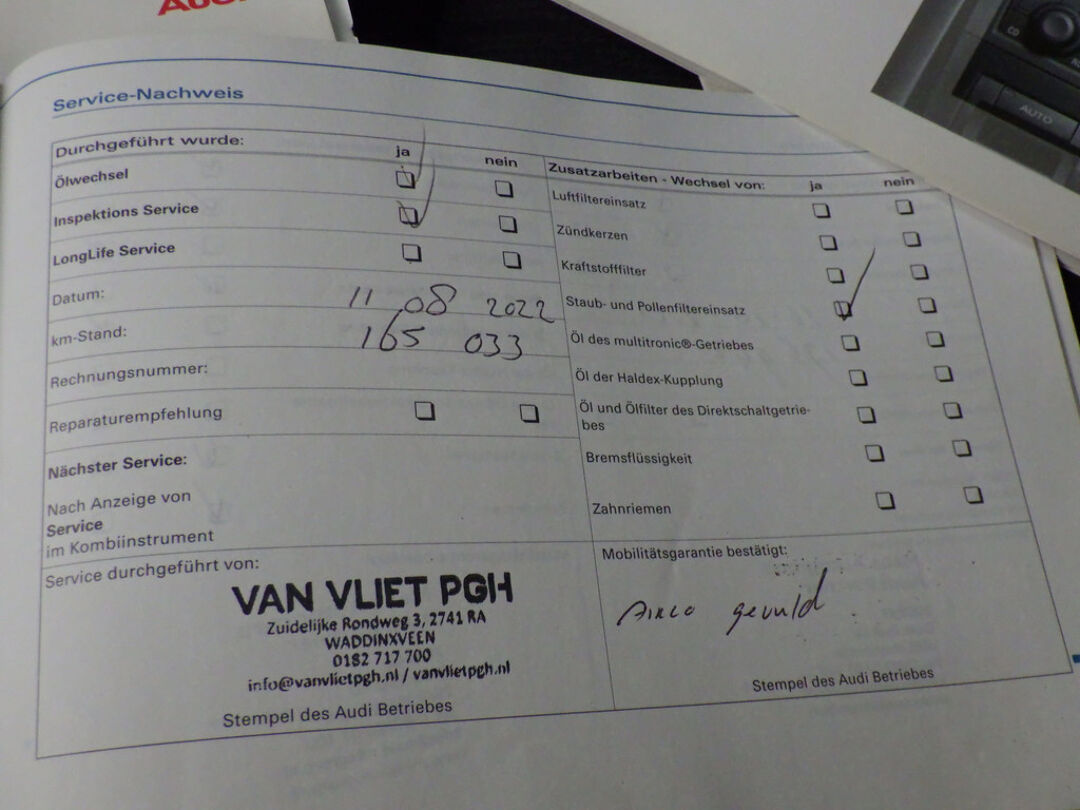 Audi
CD
AUTO
Service-Nachweis
Durchgeführt wurde:
ja
nein
Ölwechsel
Inspektions Service
LongLife Service
Datum: 11 08 2022
km-Stand: 165 033
Rechnungsnummer:
Reparaturempfehlung
Nächster Service:
Nach Anzeige von
Service
im Kombiinstrument
Zusatzarbeiten - Wechsel von:
ja
nein
Luftfiltereinsatz
Zündkerzen
Kraftstofffilter
Staub- und Pollenfiltereinsatz
Öl des multitronic®-Getriebes
Öl der Haldex-Kupplung
Öl und Ölfilter des Direktschaltgetrie-
bes
Bremsflüssigkeit
Zahnriemen
Service durchgeführt von:
VAN VLIET PGH
Zuidelijke Rondweg 3, 2741 RA
WADDINXVEEN
0182 717 700
info@vanvlietpgh.nl / vanvlietpgh.nl
Stempel des Audi Betriebes
Mobilitätsgarantie bestätigt:
Airco gevuld
Stempel des Audi Betriebes